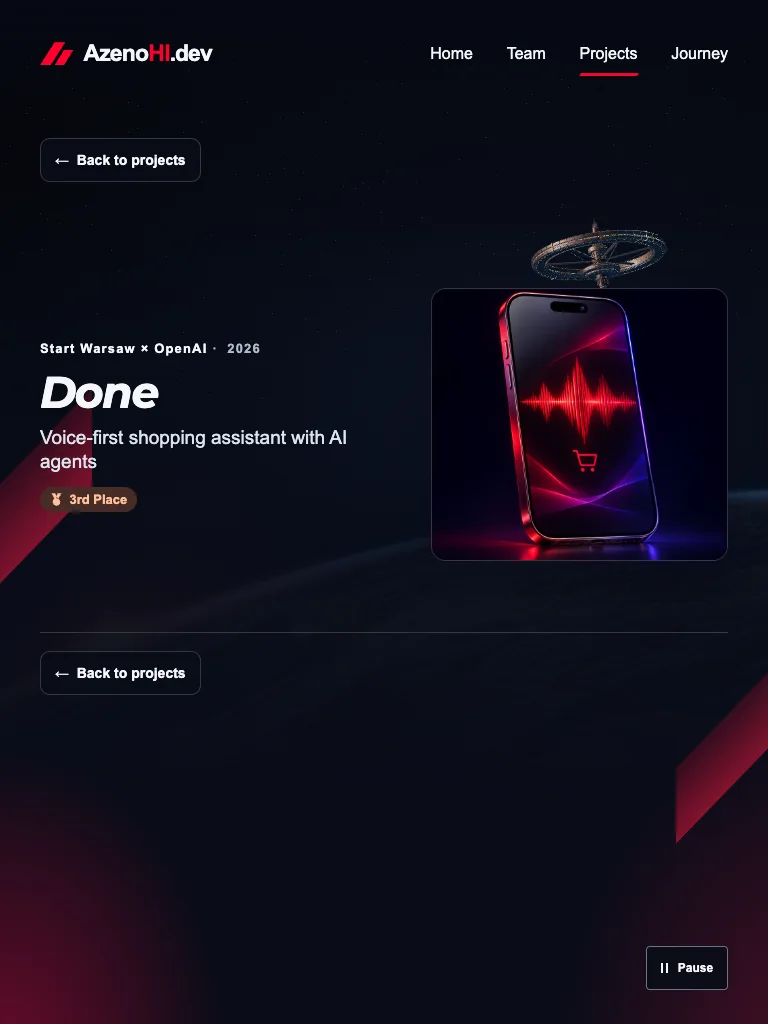 AzenoHI.dev
Home Team Projects Journey
← Back to projects
Start Warsaw × OpenAI · 2026
Done
Voice-first shopping assistant with AI
agents
3rd Place
← Back to projects
Pause